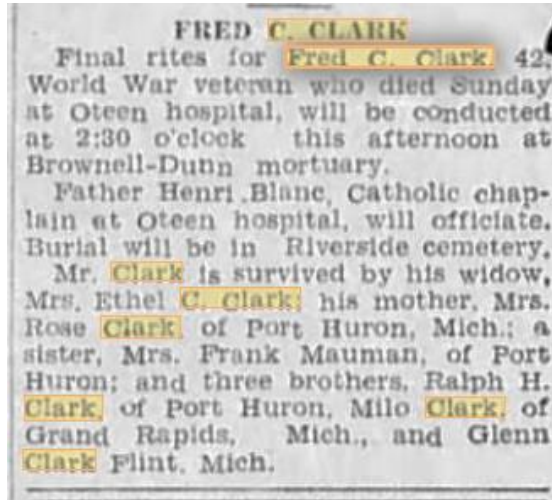 FRED C. CLARK
Final rites for Fred C. Clark, 42,
World War veteran who died Sunday
at Oteen hospital, will be conducted
at 2:30 o'clock this afternoon at
Brownell-Dunn mortuary.
Father Henri Blanc, Catholic chap-
lain at Oteen hospital, will officiate.
Burial will be in Riverside cemetery.
Mr. Clark is survived by his widow,
Mrs. Ethel C. Clark; his mother, Mrs.
Rose Clark, of Port Huron, Mich.; a
sister, Mrs. Frank Mauman, of Port
Huron; and three brothers, Ralph H.
Clark, of Port Huron, Milo Clark, of
Grand Rapids, Mich., and Glenn
Clark Flint, Mich.